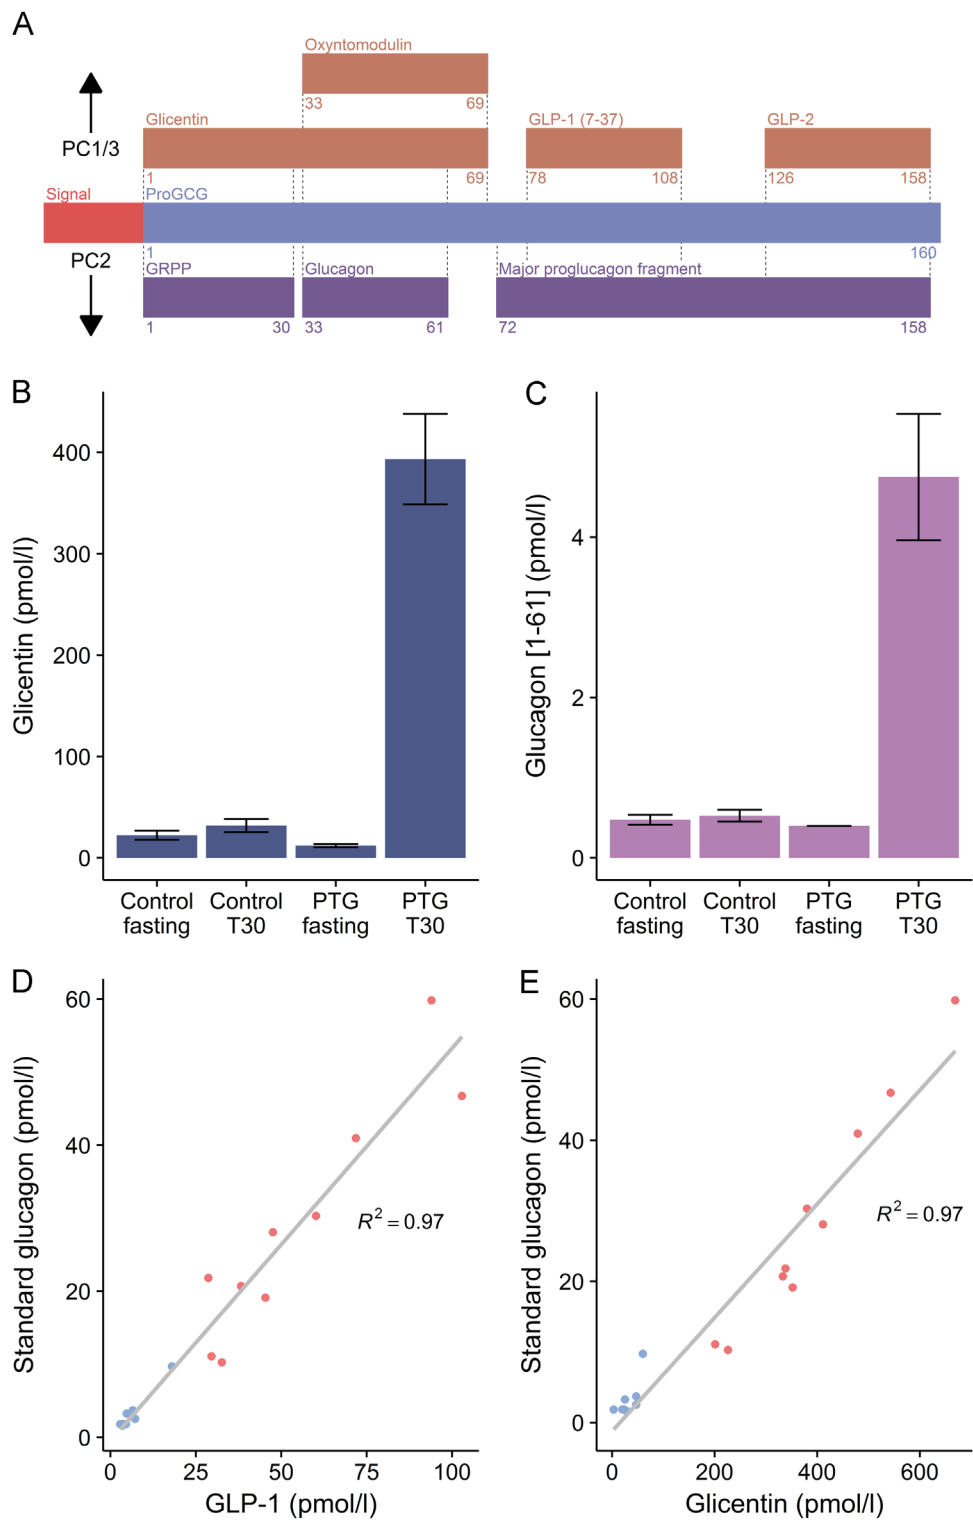 A
Oxyntomodulin
33 69
PC1/3
Glicentin
1 69
GLP-1 (7-37)
78 108
GLP-2
126 158
Signal
ProGCG
1 160
PC2
GRPP
1 30
Glucagon
33 61
Major proglucagon fragment
72 158
B
Glicentin (pmol/l)
400
300
200
100
0
Control fasting
Control T30
PTG fasting
PTG T30
C
Glucagon [1-61] (pmol/l)
4
2
0
Control fasting
Control T30
PTG fasting
PTG T30
D
Standard glucagon (pmol/l)
60
40
20
0
R² = 0.97
0 25 50 75 100
GLP-1 (pmol/l)
E
Standard glucagon (pmol/l)
60
40
20
0
R² = 0.97
0 200 400 600
Glicentin (pmol/l)